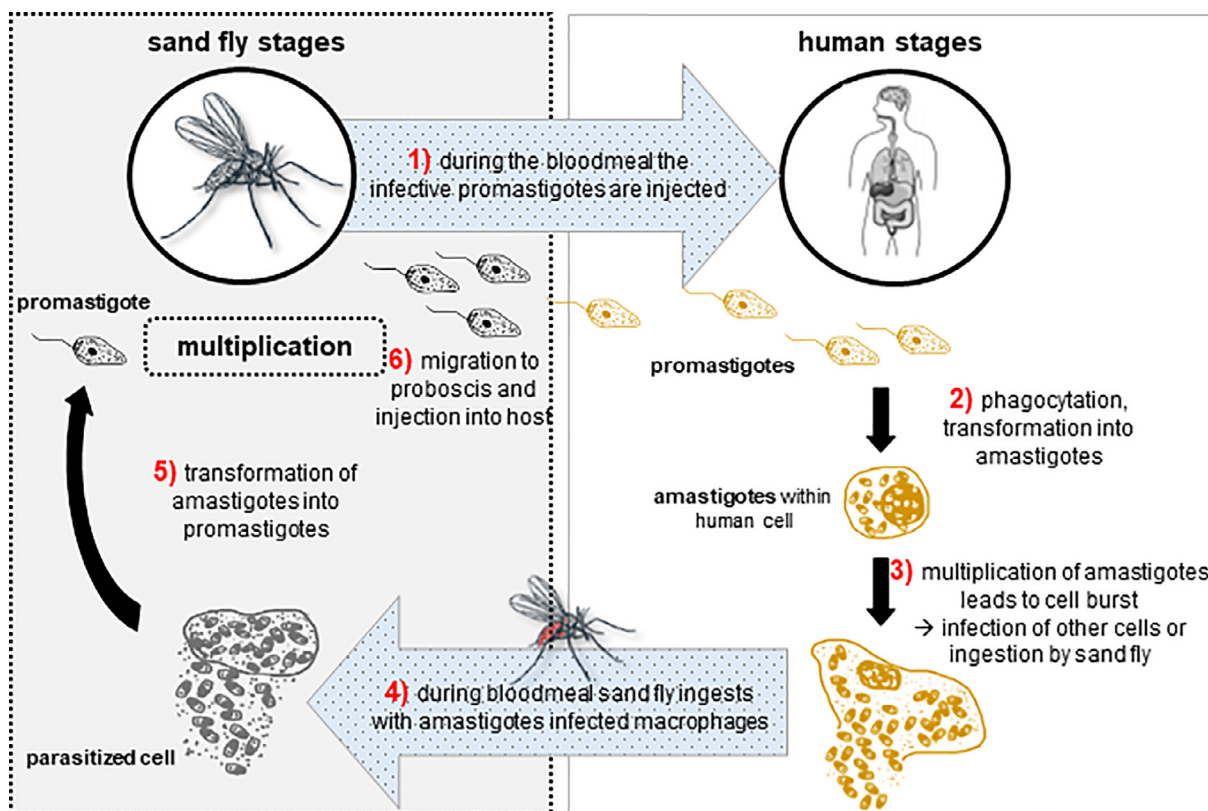 sand fly stages
human stages
1) during the bloodmeal the
infective promastigotes are injected
promastigote
multiplication
6) migration to
proboscis and
injection into host
promastigotes
2) phagocytation,
transformation into
amastigotes
5) transformation of
amastigotes into
promastigotes
amastigotes within
human cell
3) multiplication of amastigotes
leads to cell burst
→ infection of other cells or
ingestion by sand fly
4) during bloodmeal sand fly ingests
with amastigotes infected macrophages
parasitized cell